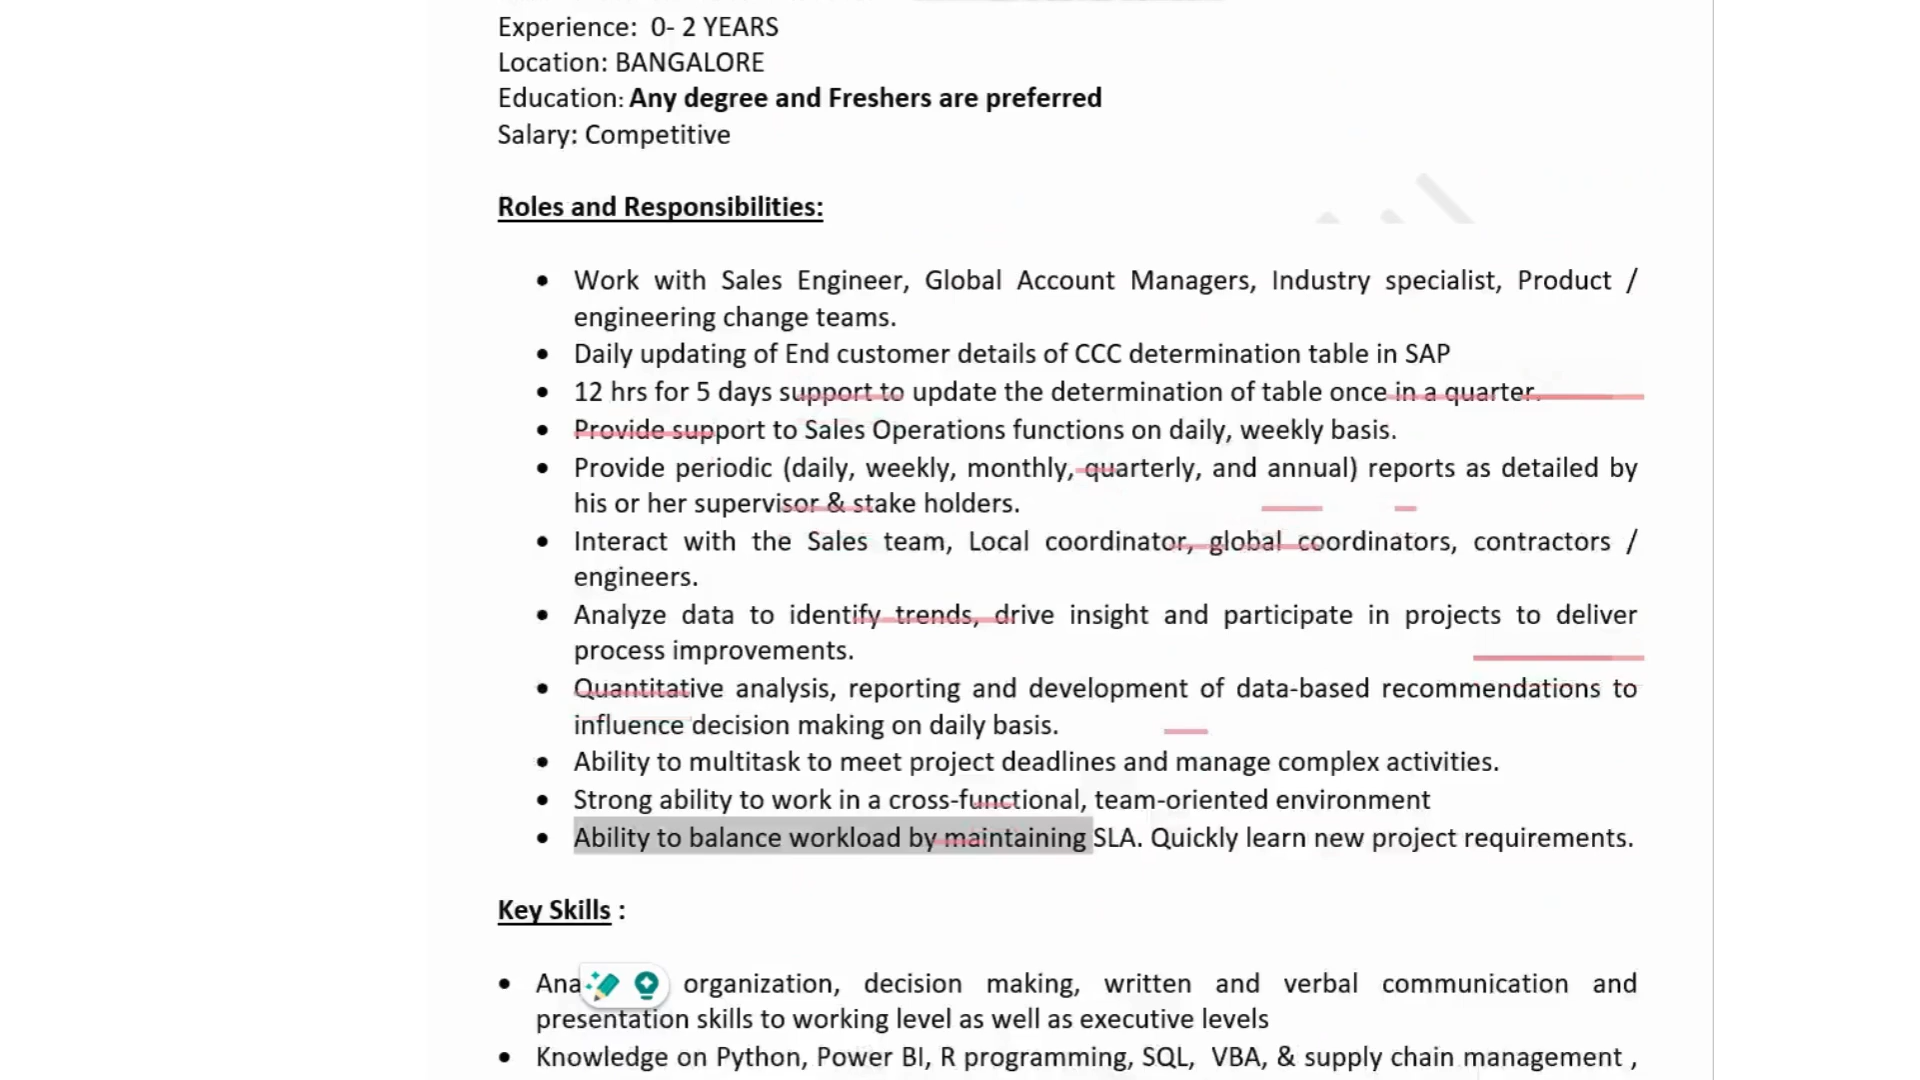 Experience: 0- 2 YEARS
Location: BANGALORE
Education: Any degree and Freshers are preferred
Salary: Competitive
Roles and Responsibilities:
• Work with Sales Engineer, Global Account Managers, Industry specialist, Product /
engineering change teams.
• Daily updating of End customer details of CCC determination table in SAP
• 12 hrs for 5 days support to update the determination of table once in a quarter.
• Provide support to Sales Operations functions on daily, weekly basis.
• Provide periodic (daily, weekly, monthly, quarterly, and annual) reports as detailed by
his or her supervisor & stake holders.
• Interact with the Sales team, Local coordinator, global coordinators, contractors /
engineers.
• Analyze data to identify trends, drive insight and participate in projects to deliver
process improvements.
• Quantitative analysis, reporting and development of data-based recommendations to
influence decision making on daily basis.
• Ability to multitask to meet project deadlines and manage complex activities.
• Strong ability to work in a cross-functional, team-oriented environment
• Ability to balance workload by maintaining SLA. Quickly learn new project requirements.
Key Skills :
• organization, decision making, written and verbal communication and
presentation skills to working level as well as executive levels
• Knowledge on Python, Power BI, R programming, SQL, VBA, & supply chain management ,